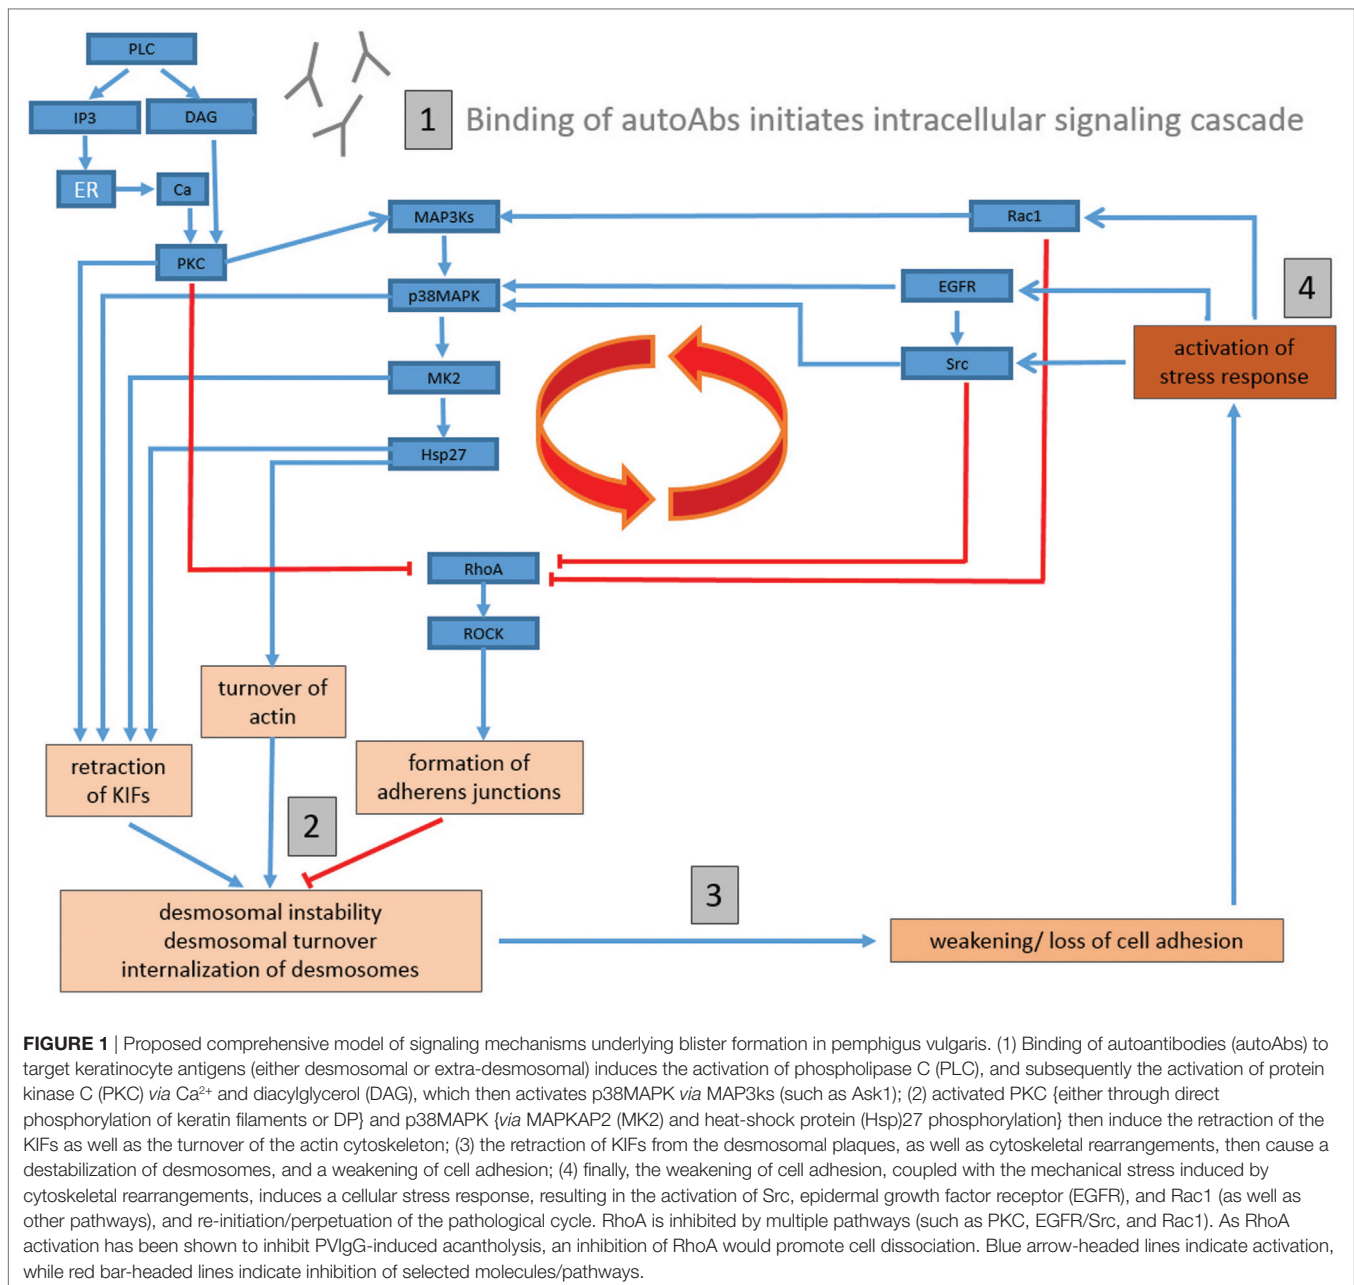 PLC
IP3
DAG
1
Binding of autoAbs initiates intracellular signaling cascade
ER
Ca
MAP3Ks
Rac1
PKC
p38MAPK
EGFR
4
activation of
stress response
MK2
Src
Hsp27
RhoA
ROCK
turnover of
actin
retraction
of KIFs
formation of
adherens junctions
2
3
desmosomal instability
desmosomal turnover
internalization of desmosomes
weakening/ loss of cell adhesion
FIGURE 1 | Proposed comprehensive model of signaling mechanisms underlying blister formation in pemphigus vulgaris. (1) Binding of autoantibodies (autoAbs) to
target keratinocyte antigens (either desmosomal or extra-desmosomal) induces the activation of phospholipase C (PLC), and subsequently the activation of protein
kinase C (PKC) via Ca²⁺ and diacylglycerol (DAG), which then activates p38MAPK via MAP3ks (such as Ask1); (2) activated PKC {either through direct
phosphorylation of keratin filaments or DP} and p38MAPK {via MAPKAP2 (MK2) and heat-shock protein (Hsp)27 phosphorylation} then induce the retraction of the
KIFs as well as the turnover of the actin cytoskeleton; (3) the retraction of KIFs from the desmosomal plaques, as well as cytoskeletal rearrangements, then cause a
destabilization of desmosomes, and a weakening of cell adhesion; (4) finally, the weakening of cell adhesion, coupled with the mechanical stress induced by
cytoskeletal rearrangements, induces a cellular stress response, resulting in the activation of Src, epidermal growth factor receptor (EGFR), and Rac1 (as well as
other pathways), and re-initiation/perpetuation of the pathological cycle. RhoA is inhibited by multiple pathways (such as PKC, EGFR/Src, and Rac1). As RhoA
activation has been shown to inhibit PVIgG-induced acantholysis, an inhibition of RhoA would promote cell dissociation. Blue arrow-headed lines indicate activation,
while red bar-headed lines indicate inhibition of selected molecules/pathways.